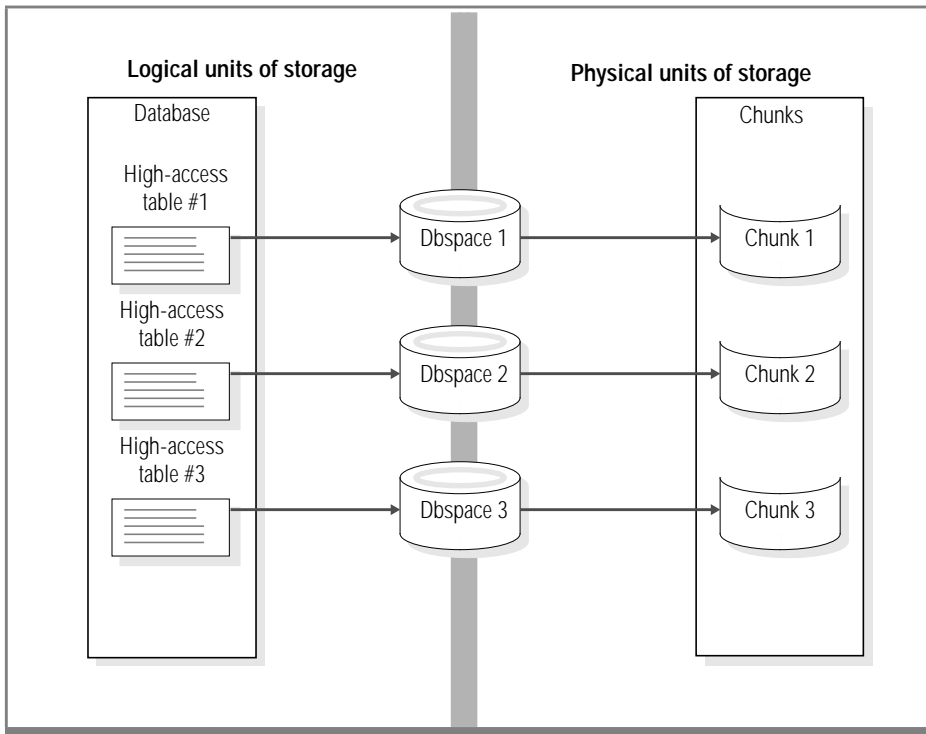 Logical units of storage
Physical units of storage
Database
Chunks
High-access
table #1
Dbspace 1
Chunk 1
High-access
table #2
Dbspace 2
Chunk 2
High-access
table #3
Dbspace 3
Chunk 3